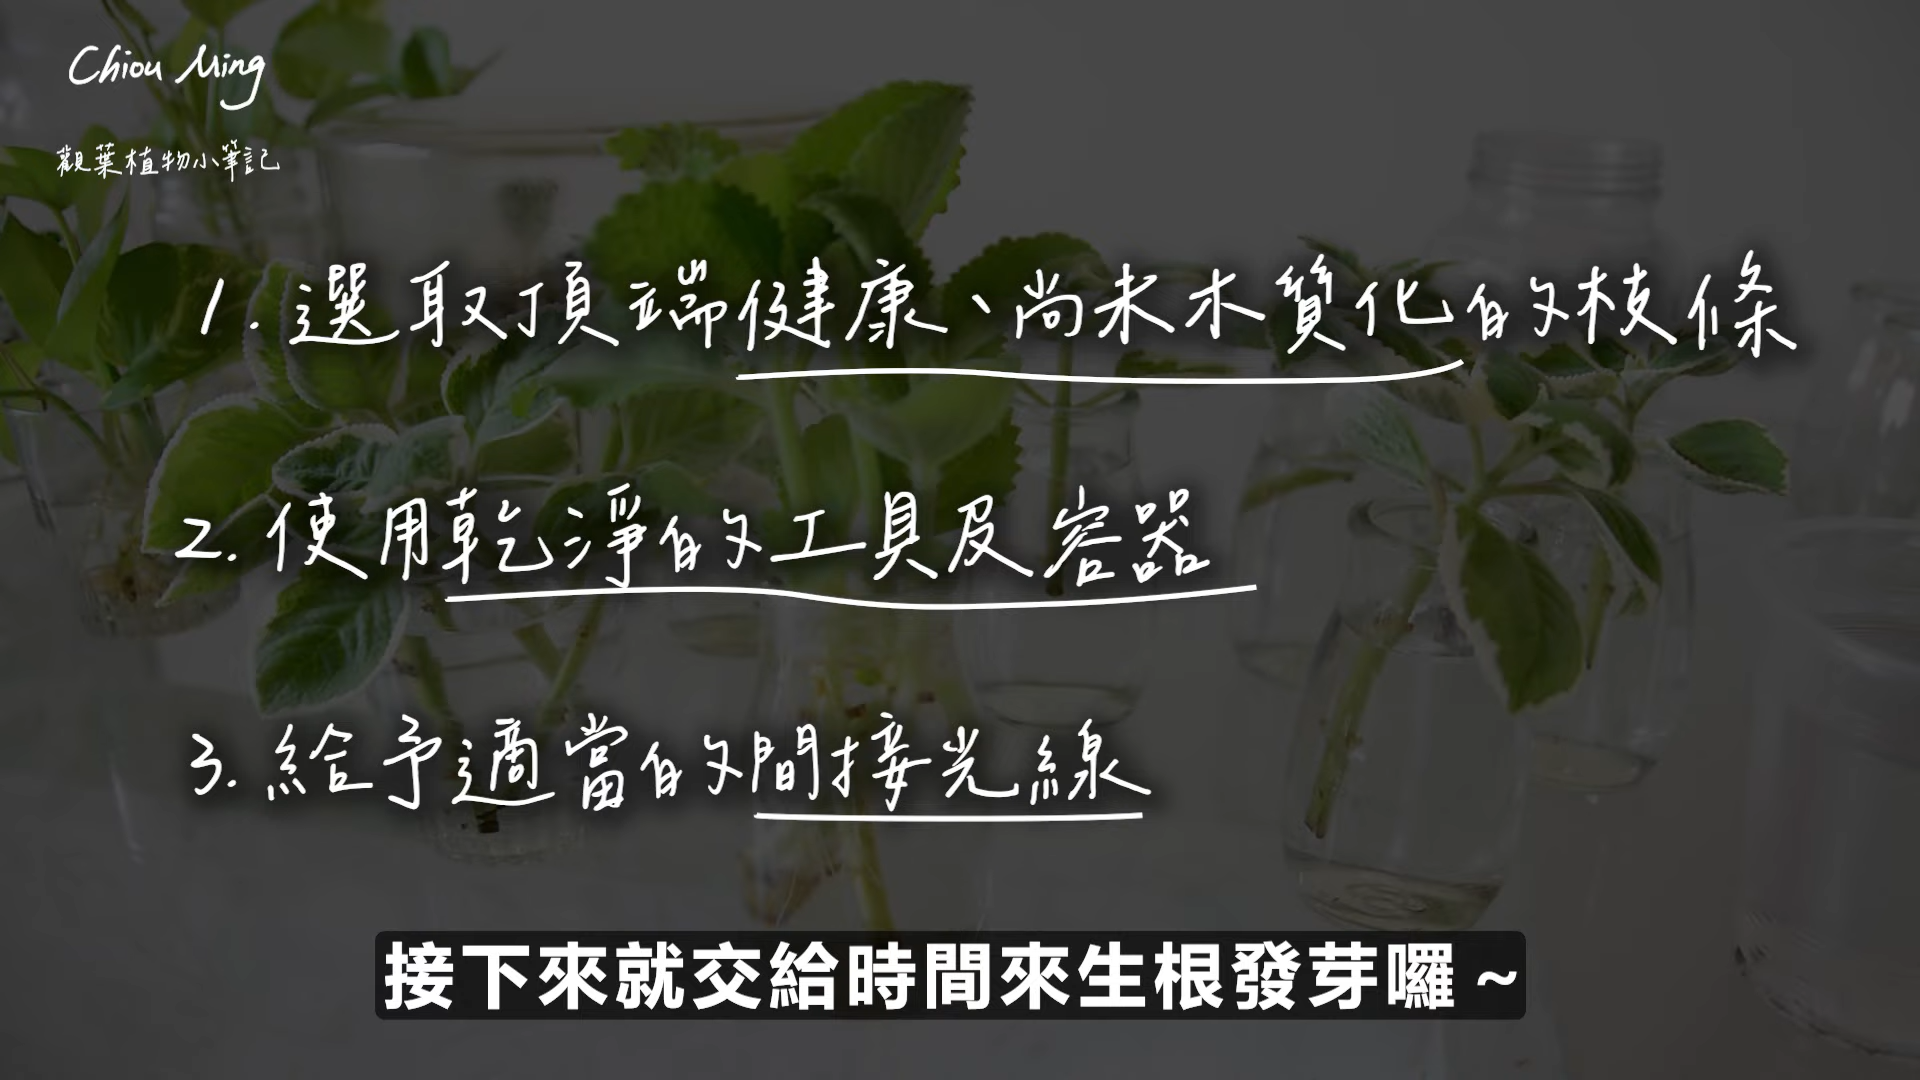 Chiou Ming
觀葉植物小筆記
1. 選取頂端健康、尚未木質化的枝條
2. 使用乾淨的工具及容器
3. 給予適當的間接光線
接下來就交給時間來生根發芽囉~